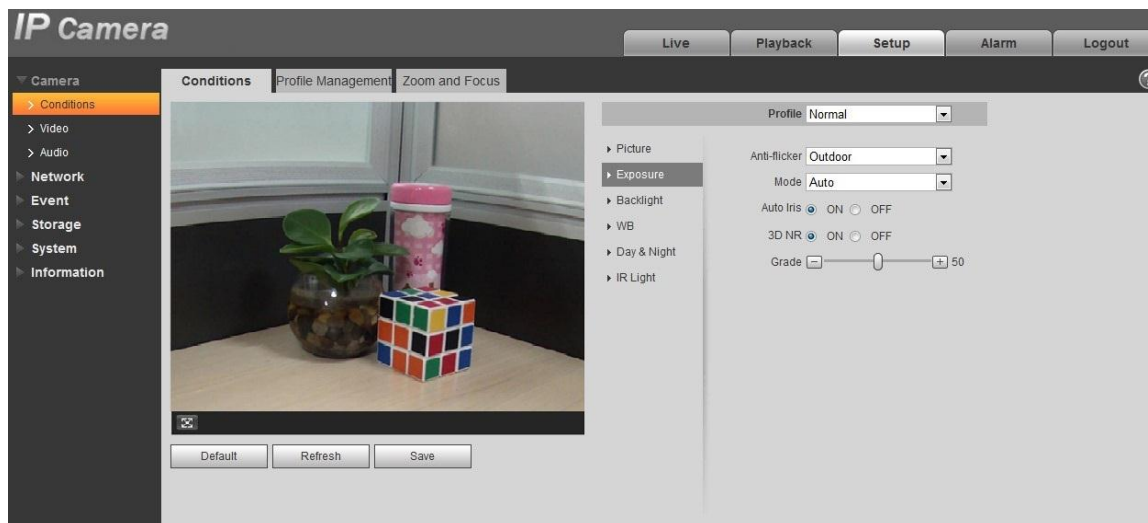 IP Camera
Live
Playback
Setup
Alarm
Logout
Camera
Conditions
Video
Audio
Network
Event
Storage
System
Information
Conditions
Profile Management
Zoom and Focus
Default
Refresh
Save
Profile Normal
Picture
Exposure
Backlight
WB
Day & Night
IR Light
Anti-flicker Outdoor
Mode Auto
Auto Iris ON OFF
3D NR ON OFF
Grade 50